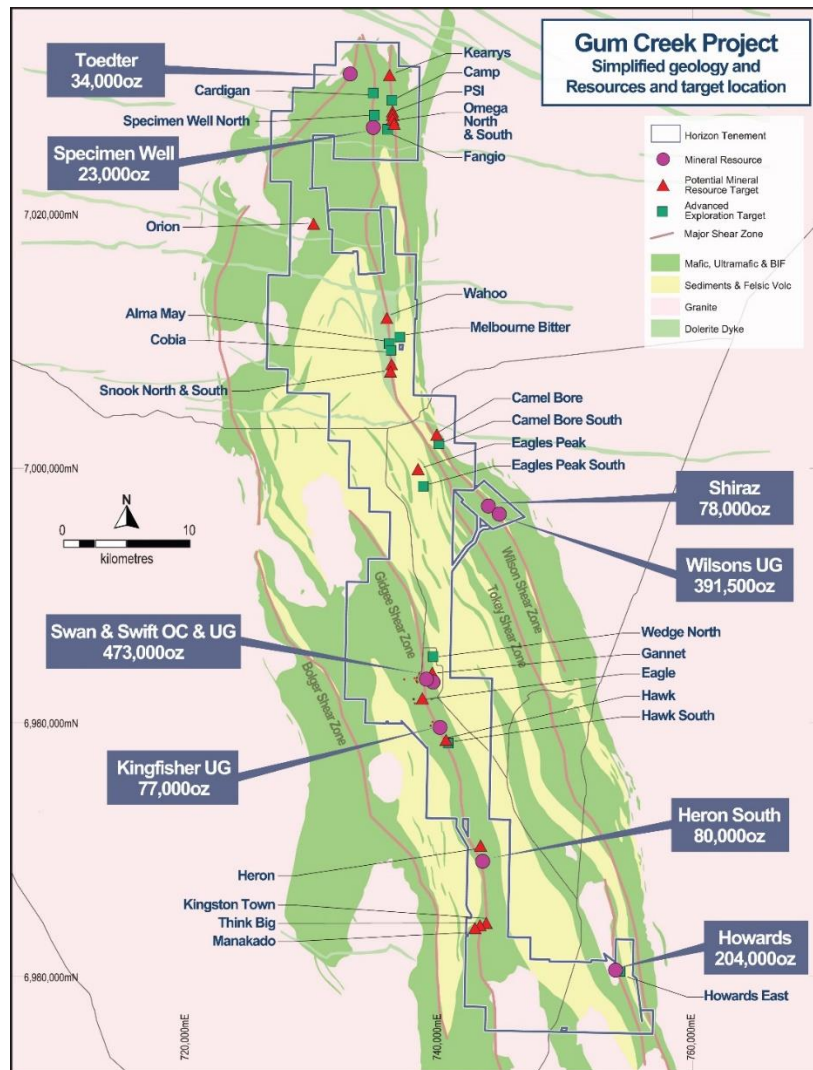 Gum Creek Project
Simplified geology and
Resources and target location
Horizon Tenement
Mineral Resource
Potential Mineral
Resource Target
Advanced
Exploration Target
Major Shear Zone
Mafic, Ultramafic & BIF
Sediments & Felsic Volc
Granite
Dolerite Dyke
Toedter
34,000oz
Cardigan
Specimen Well North
Specimen Well
23,000oz
Kearrys
Camp
PSI
Omega
North
& South
Fangio
7,020,000mN
Orion
Wahoo
Alma May
Melbourne Bitter
Cobia
Snook North & South
Camel Bore
Camel Bore South
Eagles Peak
Eagles Peak South
7,000,000mN
N
0
10
kilometres
Shiraz
78,000oz
Wilsons UG
391,500oz
Wilson Shear Zone
Tokey Shear Zone
Gidgee Shear Zone
Bolger Shear Zone
Swan & Swift OC & UG
473,000oz
Wedge North
Gannet
Eagle
Hawk
Hawk South
6,980,000mN
Kingfisher UG
77,000oz
Heron South
80,000oz
Heron
Kingston Town
Think Big
Manakado
Howards
204,000oz
Howards East
6,980,000mN
720,000mE
740,000mE
760,000mE